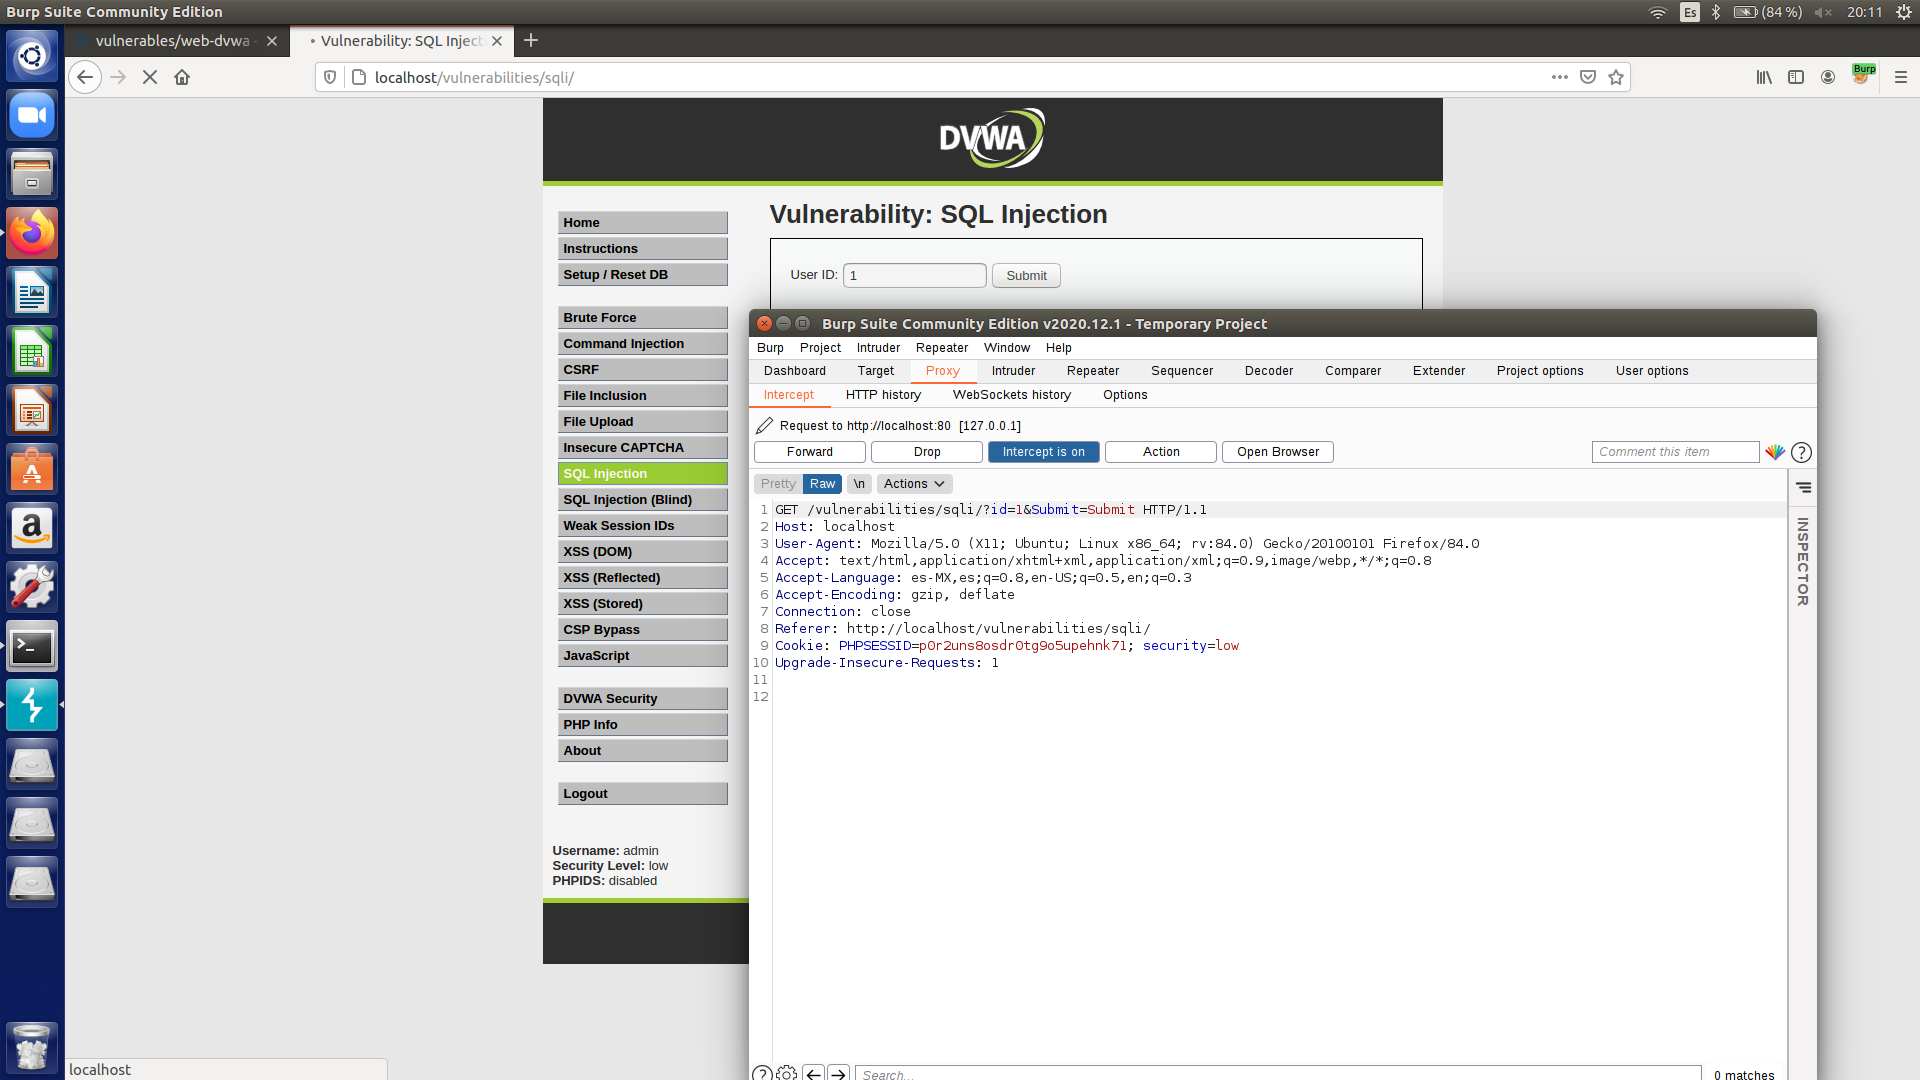 Burp Suite Community Edition
Es
(84 %)
20:11
vulnerables/web-dvwa -
Vulnerability: SQL Inject
localhost/vulnerabilities/sqli/
Burp
DVWA
Home
Instructions
Setup / Reset DB
Brute Force
Command Injection
CSRF
File Inclusion
File Upload
Insecure CAPTCHA
SQL Injection
SQL Injection (Blind)
Weak Session IDs
XSS (DOM)
XSS (Reflected)
XSS (Stored)
CSP Bypass
JavaScript
DVWA Security
PHP Info
About
Logout
Username: admin
Security Level: low
PHPIDS: disabled
Vulnerability: SQL Injection
User ID: 1 Submit
Burp Suite Community Edition v2020.12.1 - Temporary Project
Burp Project Intruder Repeater Window Help
Dashboard Target Proxy Intruder Repeater Sequencer Decoder Comparer Extender Project options User options
Intercept HTTP history WebSockets history Options
Request to http://localhost:80 [127.0.0.1]
Forward Drop Intercept is on Action Open Browser Comment this item
Pretty Raw \n Actions
1 GET /vulnerabilities/sqli/?id=1&Submit=Submit HTTP/1.1
2 Host: localhost
3 User-Agent: Mozilla/5.0 (X11; Ubuntu; Linux x86_64; rv:84.0) Gecko/20100101 Firefox/84.0
4 Accept: text/html,application/xhtml+xml,application/xml;q=0.9,image/webp,*/*;q=0.8
5 Accept-Language: es-MX,es;q=0.8,en-US;q=0.5,en;q=0.3
6 Accept-Encoding: gzip, deflate
7 Connection: close
8 Referer: http://localhost/vulnerabilities/sqli/
9 Cookie: PHPSESSID=p0r2uns8osdr0tg9o5upehnk71; security=low
10 Upgrade-Insecure-Requests: 1
11
12
INSPECTOR
Search...
0 matches
localhost